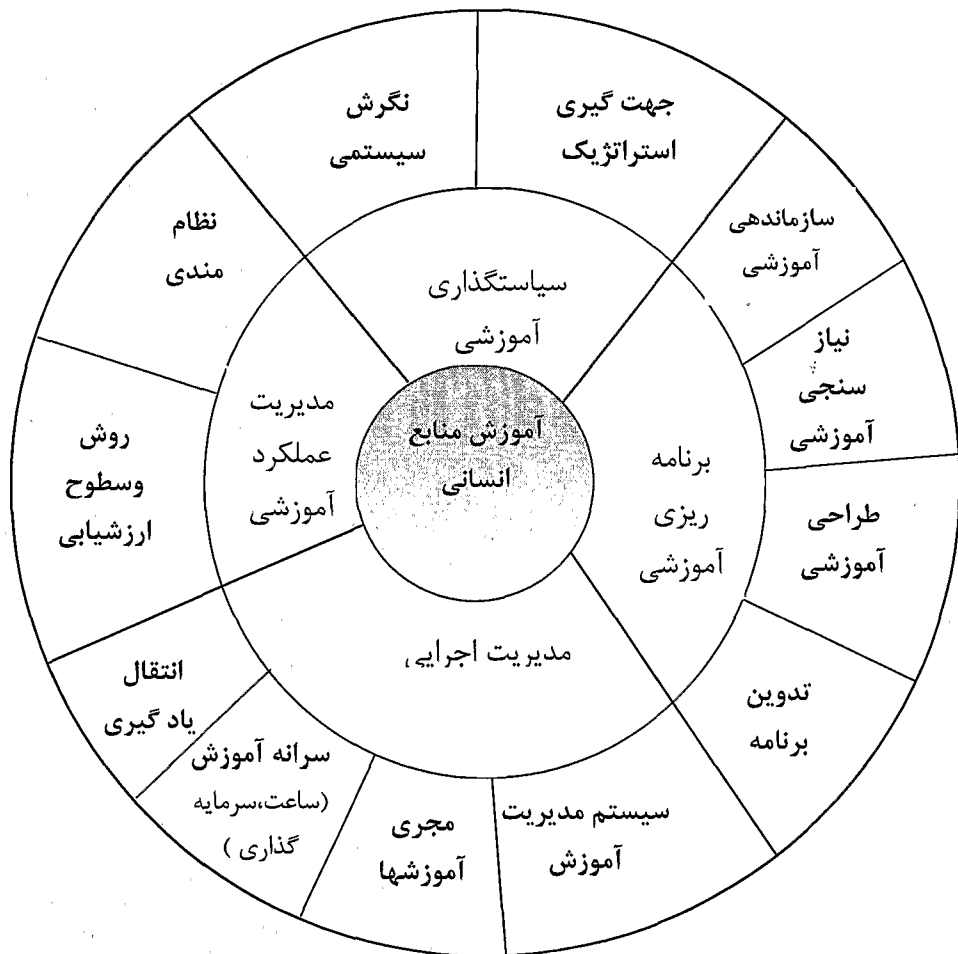 نگرش
سیستمی
جهت گیری
استراتژیک
سازماندهی
آموزشی
نیاز
سنجی
آموزشی
طراحی
آموزشی
تدوین
برنامه
سیستم مدیریت
آموزش
مجری
آموزشها
سرانه آموزش
(ساعت،سرمایه
گذاری )
انتقال
یاد گیری
روش
وسطوح
ارزشیابی
نظام
مندی
سیاستگذاری
آموزشی
برنامه
ریزی
آموزشی
مدیریت اجرایی
مدیریت
عملکرد
آموزشی
آموزش منابع
انسانی